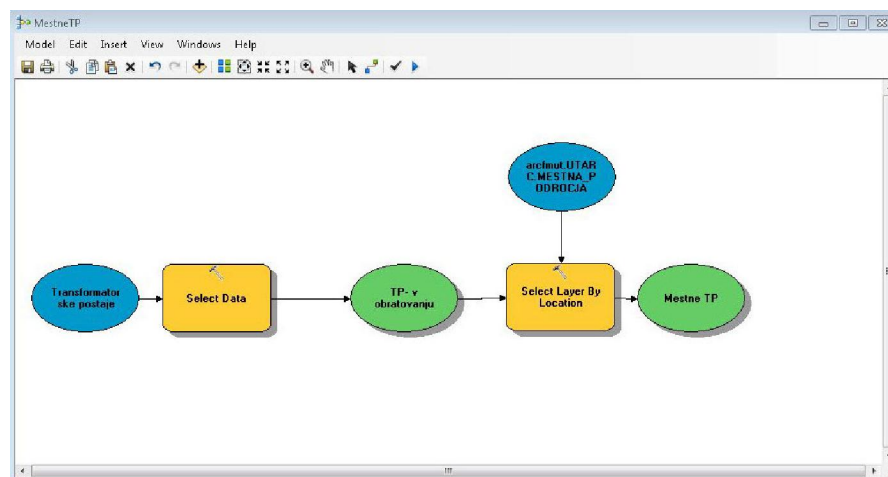 MestneTP
Model Edit Insert View Windows Help
arclmut.UTAR
C.MESTNA_P
ODROCJA
Transformator
ske postaje
Select Data
TP- v
obratovanju
Select Layer By
Location
Mestne TP